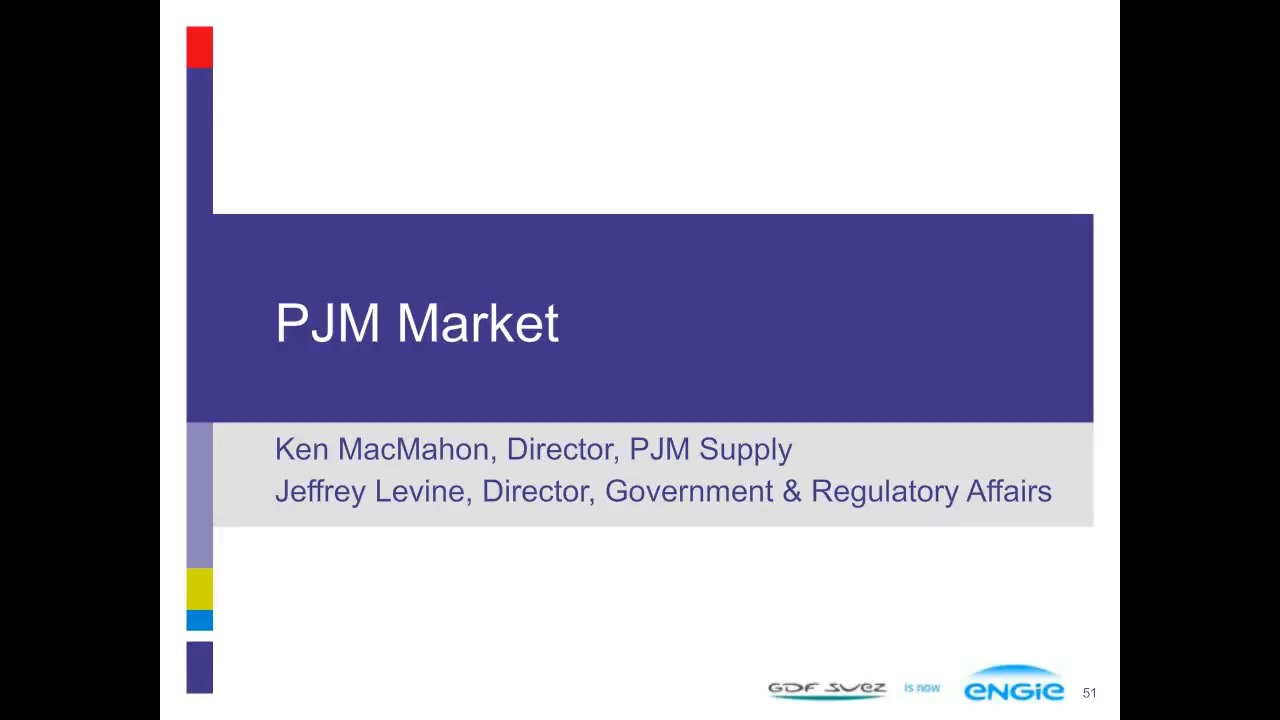 PJM Market
Ken MacMahon, Director, PJM Supply
Jeffrey Levine, Director, Government & Regulatory Affairs
GDF SUEZ is now ENGIE 51